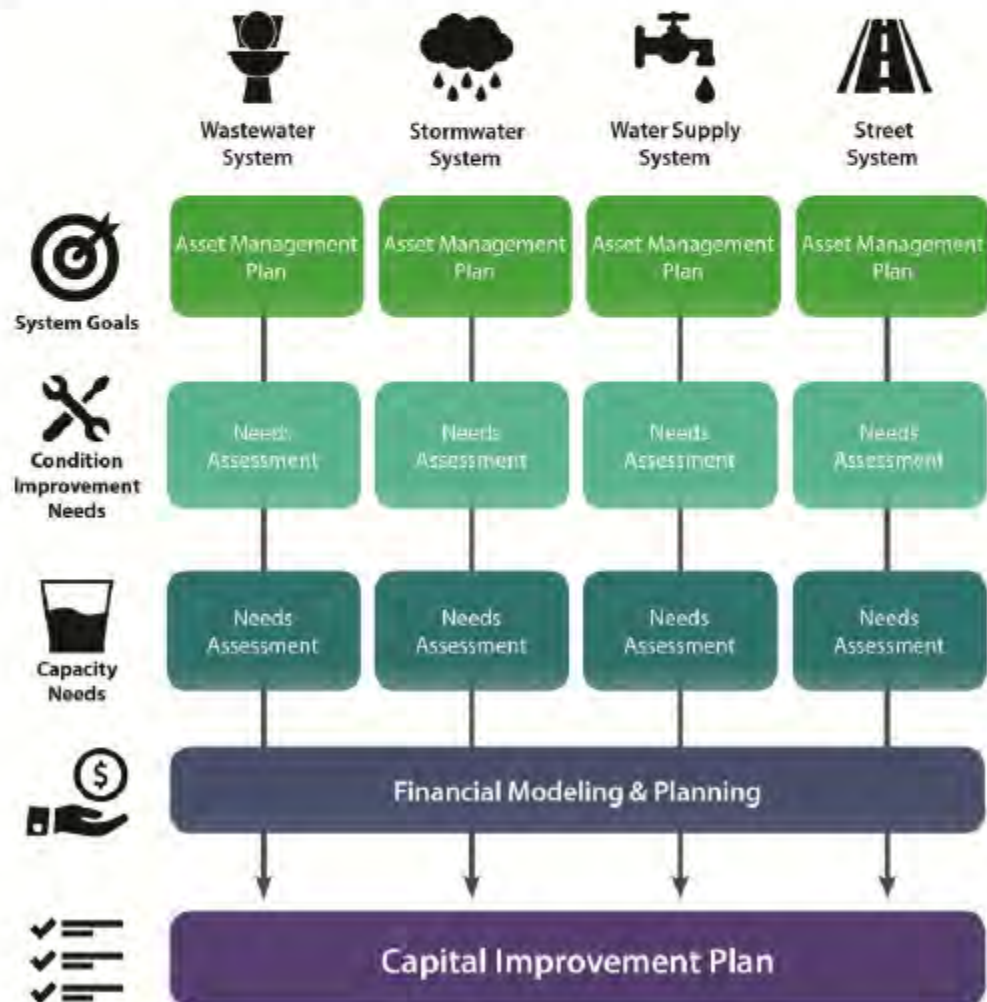 Wastewater
System
Stormwater
System
Water Supply
System
Street
System
System Goals
Asset Management
Plan
Asset Management
Plan
Asset Management
Plan
Asset Management
Plan
Condition
Improvement
Needs
Needs
Assessment
Needs
Assessment
Needs
Assessment
Needs
Assessment
Capacity
Needs
Needs
Assessment
Needs
Assessment
Needs
Assessment
Needs
Assessment
$
Financial Modeling & Planning
Capital Improvement Plan